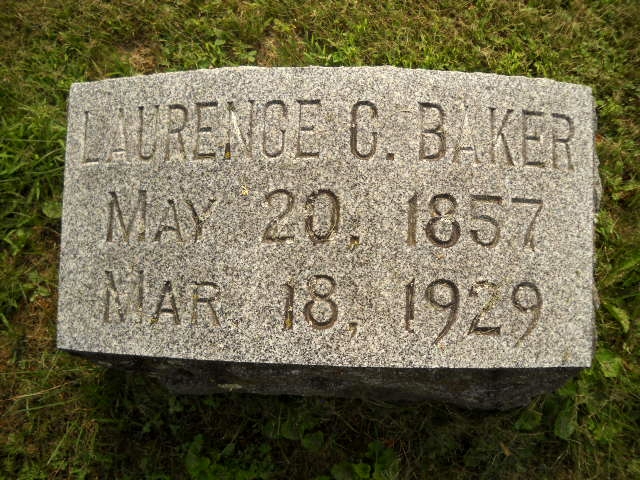 LAURENCE C. BAKER
MAY 20, 1857
MAR 18, 1929